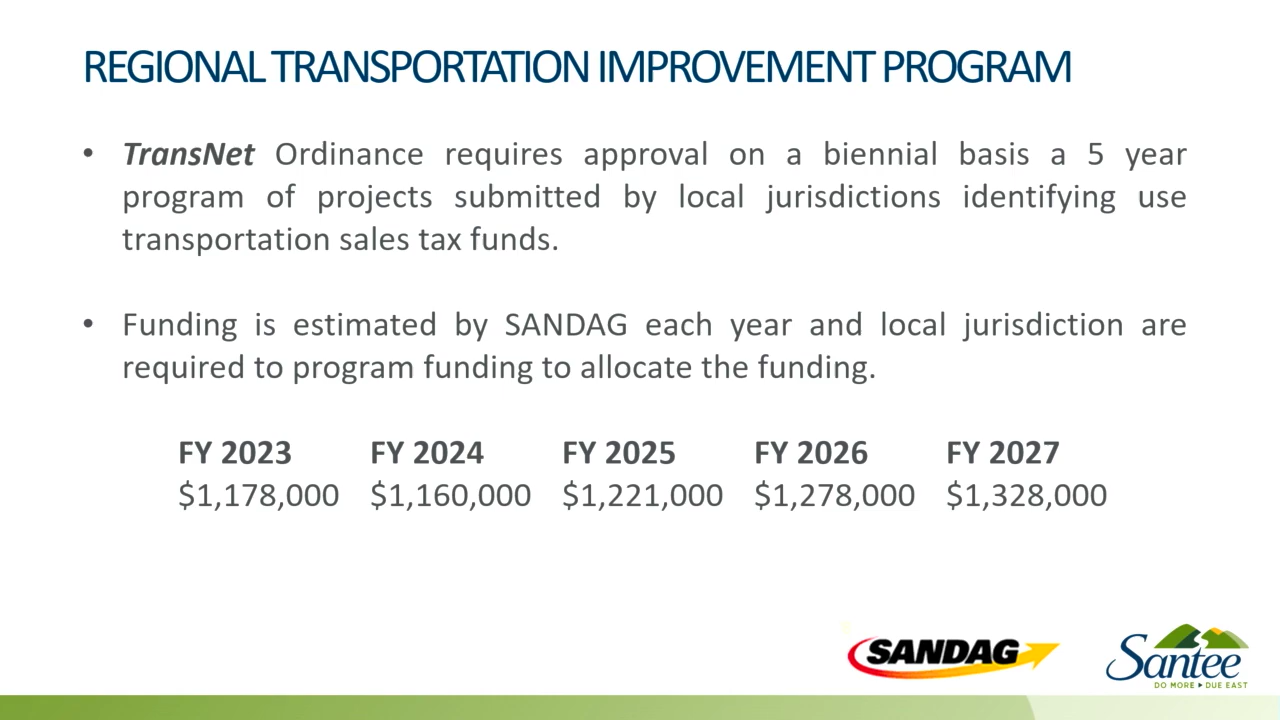 REGIONAL TRANSPORTATION IMPROVEMENT PROGRAM
• TransNet Ordinance requires approval on a biennial basis a 5 year
program of projects submitted by local jurisdictions identifying use
transportation sales tax funds.
• Funding is estimated by SANDAG each year and local jurisdiction are
required to program funding to allocate the funding.
FY 2023 FY 2024 FY 2025 FY 2026 FY 2027
$1,178,000 $1,160,000 $1,221,000 $1,278,000 $1,328,000
SANDAG
Santee
DO MORE ▸ DUE EAST